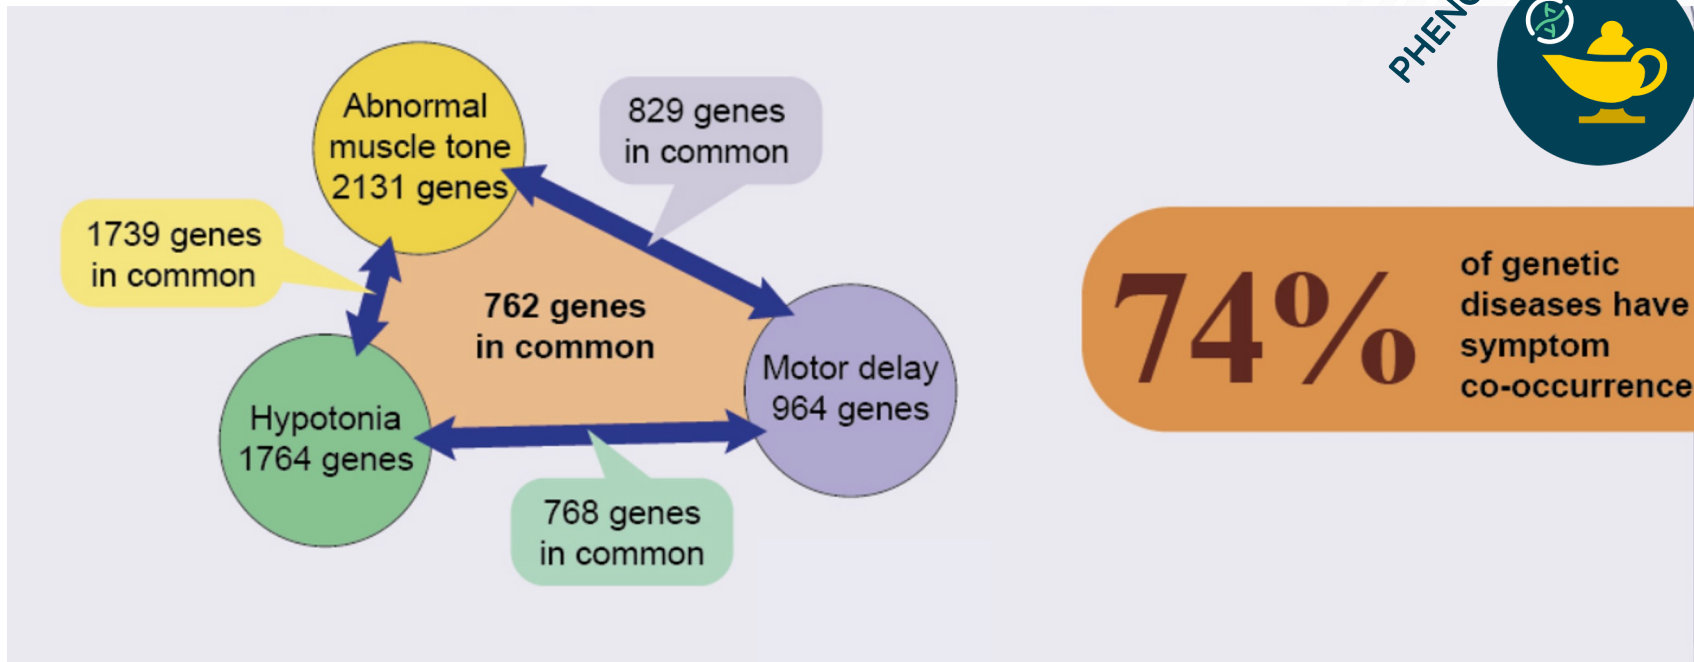 Abnormal
muscle tone
2131 genes
829 genes
in common
1739 genes
in common
762 genes
in common
Motor delay
964 genes
Hypotonia
1764 genes
768 genes
in common
74%
of genetic
diseases have
symptom
co-occurrence